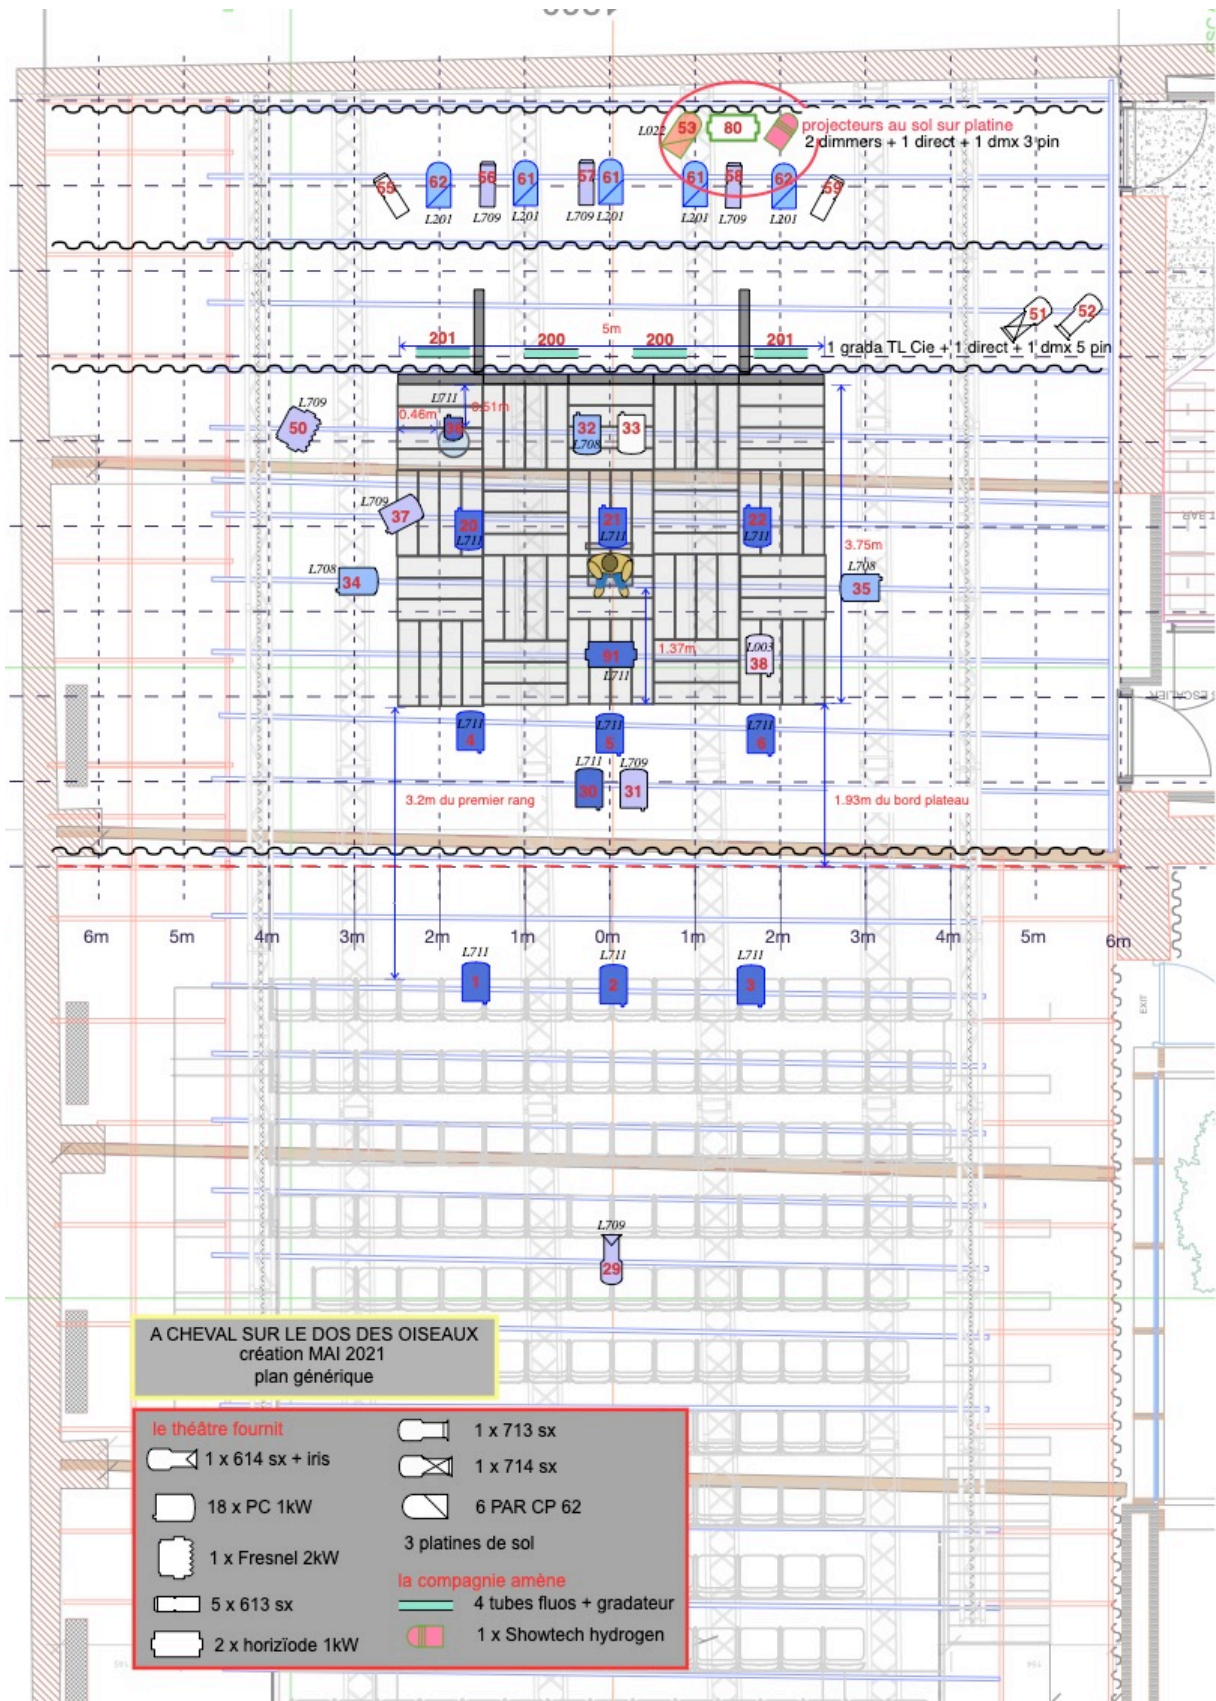 L022
53
80
projecteurs au sol sur platine
2 dimmers + 1 direct + 1 dmx 3 pin
55
62
56
61
57
61
61
58
62
59
L201
L709
L201
L709
L201
L201
L709
L201
51
52
201
200
5m
200
201
1 grada TL Cie + 1 direct + 1 dmx 5 pin
L709
L711
0.46m
0.51m
50
32
33
L708
L709
37
20
21
22
L711
L711
L711
3.75m
L708
34
L708
35
91
L711
1.37m
L003
38
ESCALIER
L711
4
L711
5
L711
6
L711
L709
30
31
3.2m du premier rang
1.93m du bord plateau
6m
5m
4m
3m
2m
1m
0m
1m
2m
3m
4m
5m
6m
L711
L711
L711
1
2
3
EXIT
L709
29
A CHEVAL SUR LE DOS DES OISEAUX
création MAI 2021
plan générique
le théâtre fournit
1 x 614 sx + iris
18 x PC 1kW
1 x Fresnel 2kW
5 x 613 sx
2 x horizïode 1kW
1 x 713 sx
1 x 714 sx
6 PAR CP 62
3 platines de sol
la compagnie amène
4 tubes fluos + gradateur
1 x Showtech hydrogen